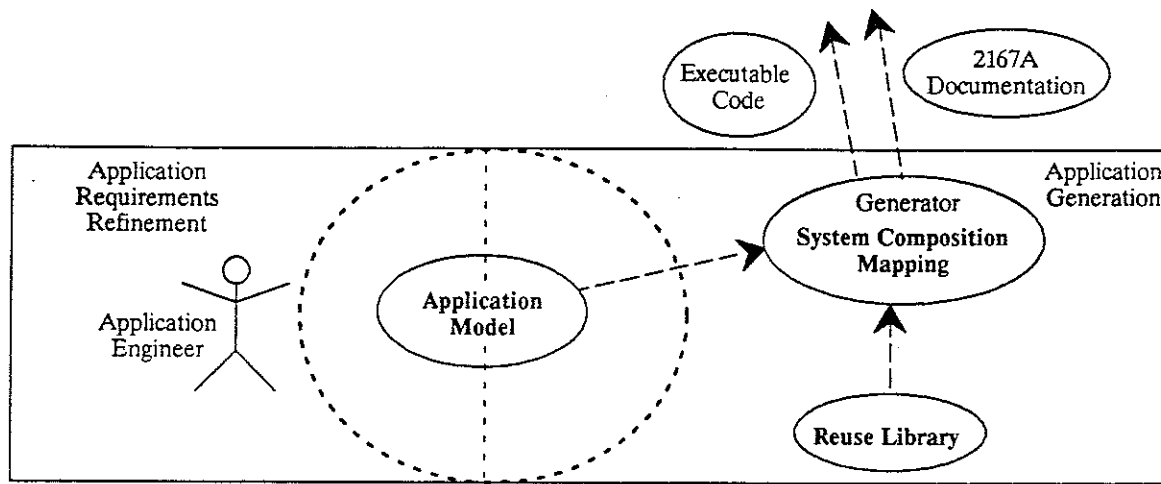 Executable
Code
2167A
Documentation
Application
Requirements
Refinement
Application
Generation
Generator
System Composition
Mapping
Application
Model
Application
Engineer
Reuse Library